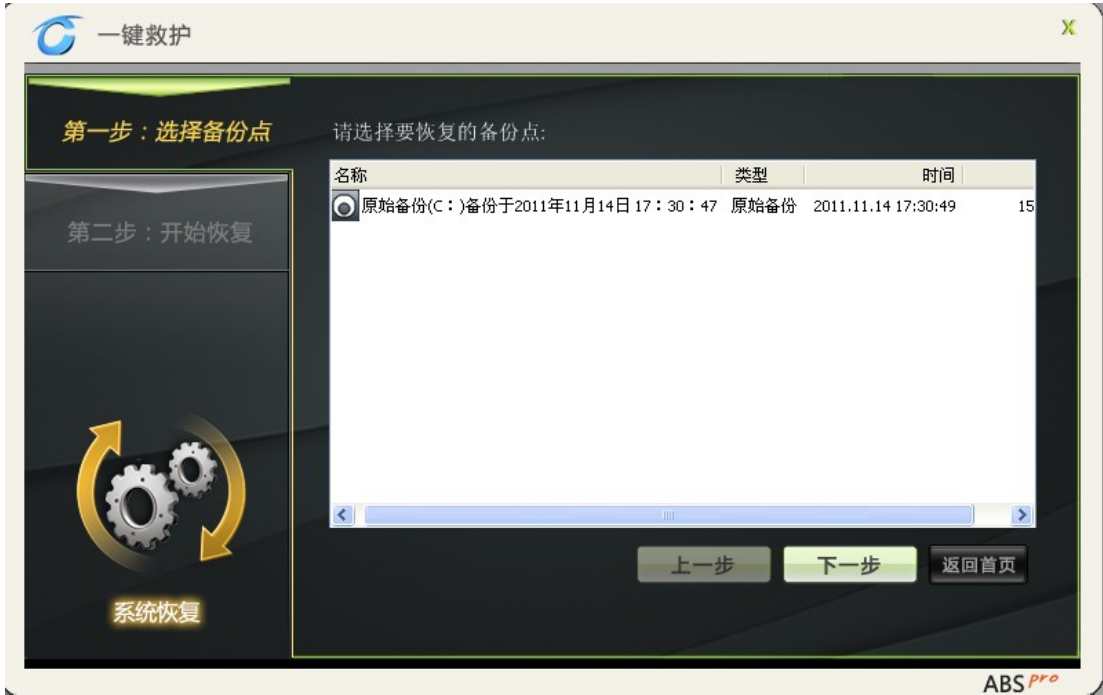 一键救护
X
第一步：选择备份点
请选择要恢复的备份点:
名称 类型 时间
原始备份(C：)备份于2011年11月14日 17：30：47 原始备份 2011.11.14 17:30:49 15
第二步：开始恢复
上一步 下一步 返回首页
系统恢复
ABS pro